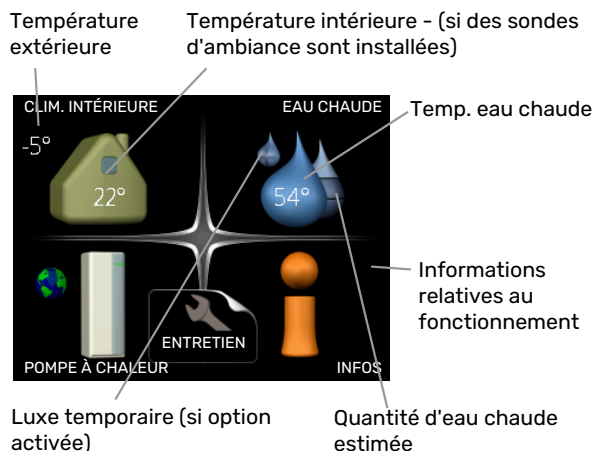 Température
extérieure
Température intérieure - (si des sondes
d'ambiance sont installées)
CLIM. INTÉRIEURE
EAU CHAUDE
Temp. eau chaude
-5°
22°
54°
Informations
relatives au
fonctionnement
ENTRETIEN
POMPE À CHALEUR
INFOS
Luxe temporaire (si option
activée)
Quantité d'eau chaude
estimée